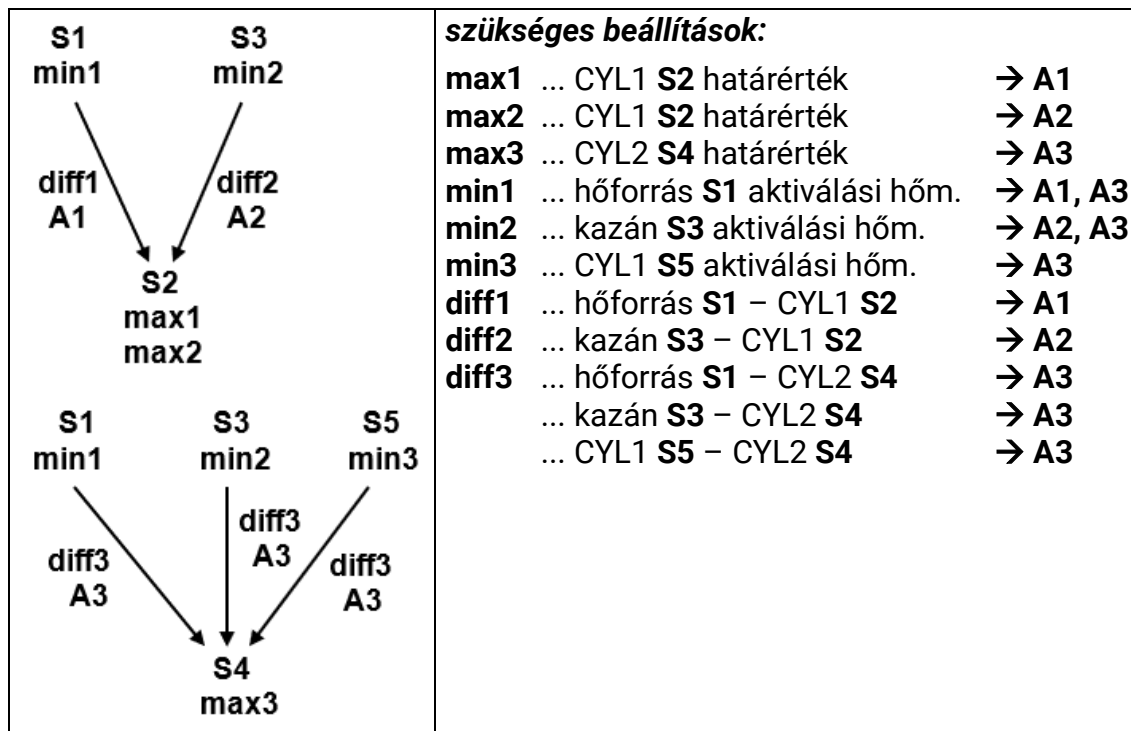 S1 S3
min1 min2
diff1 diff2
A1 A2
S2
max1
max2
S1 S3 S5
min1 min2 min3
diff3
A3
diff3 diff3
A3 A3
S4
max3
szükséges beállítások:
max1 ... CYL1 S2 határérték → A1
max2 ... CYL1 S2 határérték → A2
max3 ... CYL2 S4 határérték → A3
min1 ... hőforrás S1 aktiválási hőm. → A1, A3
min2 ... kazán S3 aktiválási hőm. → A2, A3
min3 ... CYL1 S5 aktiválási hőm. → A3
diff1 ... hőforrás S1 – CYL1 S2 → A1
diff2 ... kazán S3 – CYL1 S2 → A2
diff3 ... hőforrás S1 – CYL2 S4 → A3
... kazán S3 – CYL2 S4 → A3
... CYL1 S5 – CYL2 S4 → A3